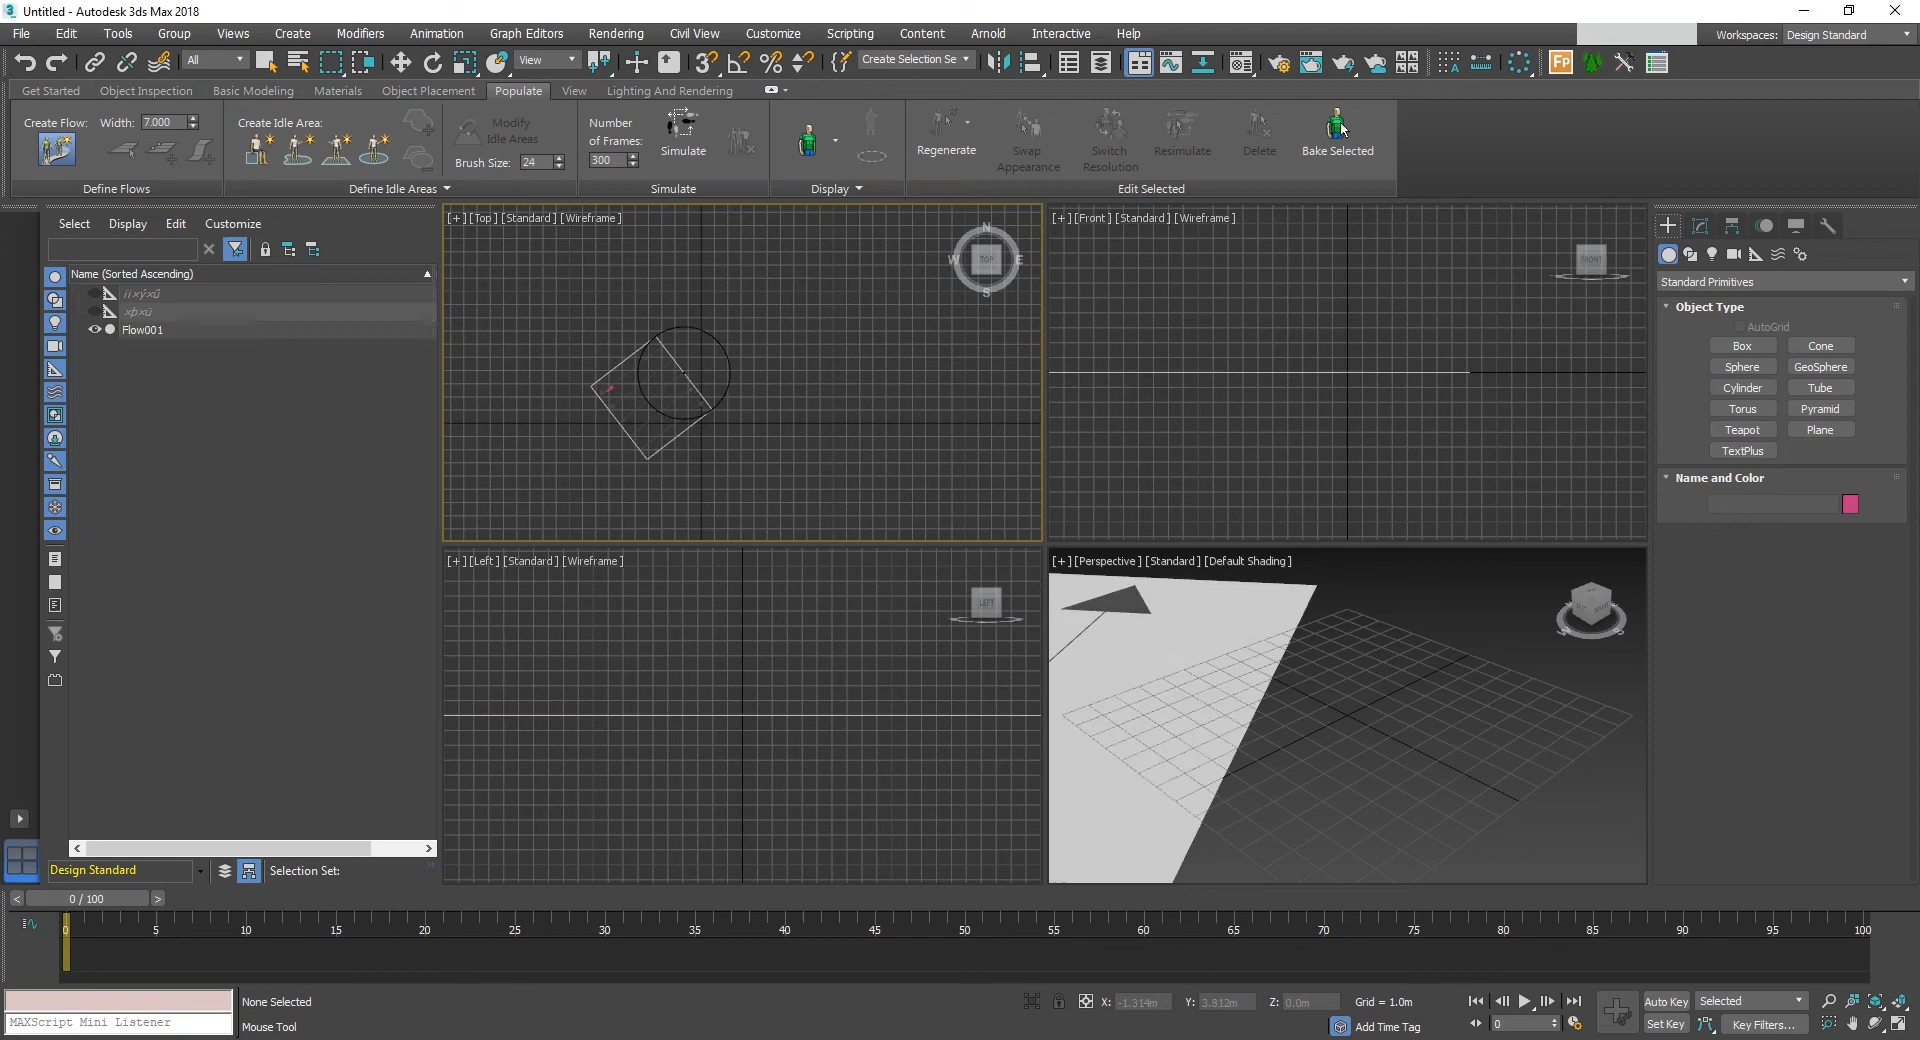 Untitled - Autodesk 3ds Max 2018
File Edit Tools Group Views Create Modifiers Animation Graph Editors Rendering Civil View Customize Scripting Content Arnold Interactive Help
Workspaces: Design Standard
All View Create Selection Se
Get Started Object Inspection Basic Modeling Materials Object Placement Populate View Lighting And Rendering
Create Flow: Width: 7.000
Define Flows
Create Idle Area:
Modify
Idle Areas
Brush Size: 24
Define Idle Areas
Number
of Frames:
300
Simulate
Simulate
Display
Regenerate
Swap
Appearance
Switch
Resolution
Resimulate
Delete
Bake Selected
Edit Selected
Select Display Edit Customize
Name (Sorted Ascending)
Flow001
Design Standard
Selection Set:
[+] [Top] [Standard] [Wireframe]
N
W TOP E
S
[+] [Front] [Standard] [Wireframe]
FRONT
[+] [Left] [Standard] [Wireframe]
LEFT
[+] [Perspective] [Standard] [Default Shading]
W S
Standard Primitives
Object Type
AutoGrid
Box Cone
Sphere GeoSphere
Cylinder Tube
Torus Pyramid
Teapot Plane
TextPlus
Name and Color
< 0 / 100 >
0 5 10 15 20 25 30 35 40 45 50 55 60 65 70 75 80 85 90 95 100
MAXScript Mini Listener
None Selected
Mouse Tool
X: -1.314m Y: 3.812m Z: 0.0m Grid = 1.0m
Add Time Tag
0
Auto Key Selected
Set Key Key Filters...